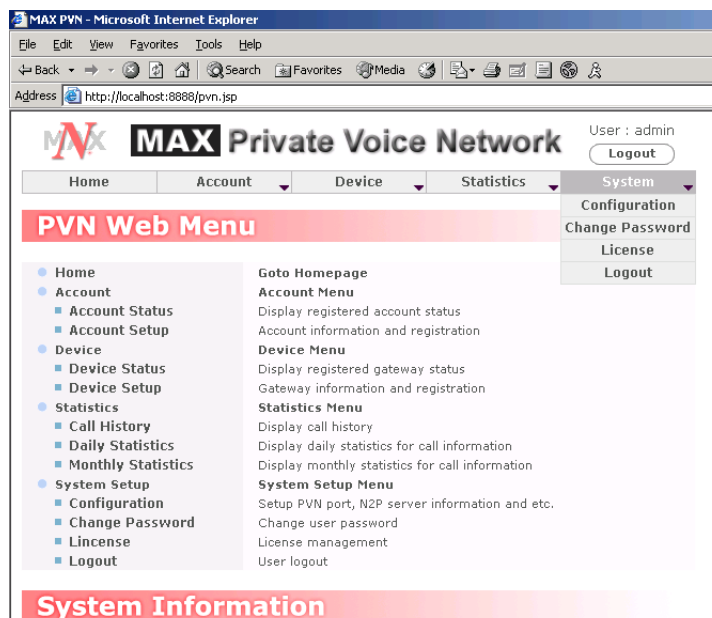 MAX PVN - Microsoft Internet Explorer
File Edit View Favorites Tools Help
Back Search Favorites Media
Address http://localhost:8888/pvn.jsp
MAX MAX Private Voice Network User : admin
Logout
Home Account Device Statistics System
Configuration
Change Password
License
Logout
PVN Web Menu
Home Goto Homepage
Account Account Menu
Account Status Display registered account status
Account Setup Account information and registration
Device Device Menu
Device Status Display registered gateway status
Device Setup Gateway information and registration
Statistics Statistics Menu
Call History Display call history
Daily Statistics Display daily statistics for call information
Monthly Statistics Display monthly statistics for call information
System Setup System Setup Menu
Configuration Setup PVN port, N2P server information and etc.
Change Password Change user password
Lincense License management
Logout User logout
System Information